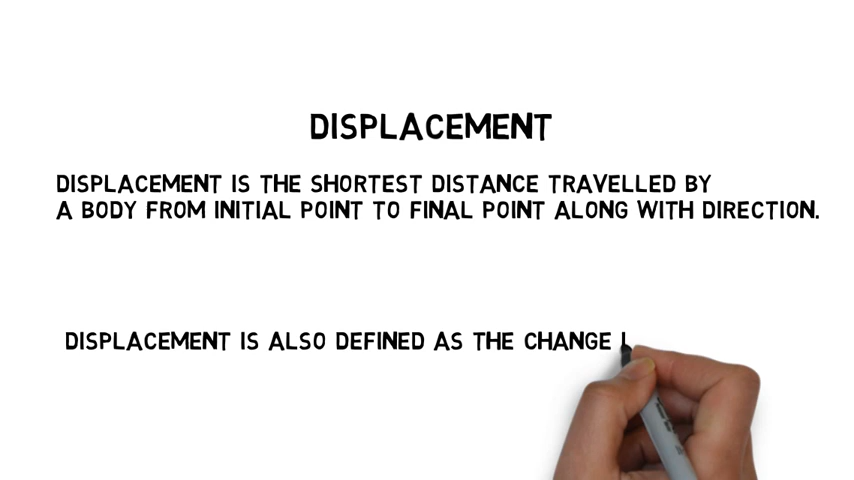 DISPLACEMENT
DISPLACEMENT IS THE SHORTEST DISTANCE TRAVELLED BY
A BODY FROM INITIAL POINT TO FINAL POINT ALONG WITH DIRECTION.
DISPLACEMENT IS ALSO DEFINED AS THE CHANGE